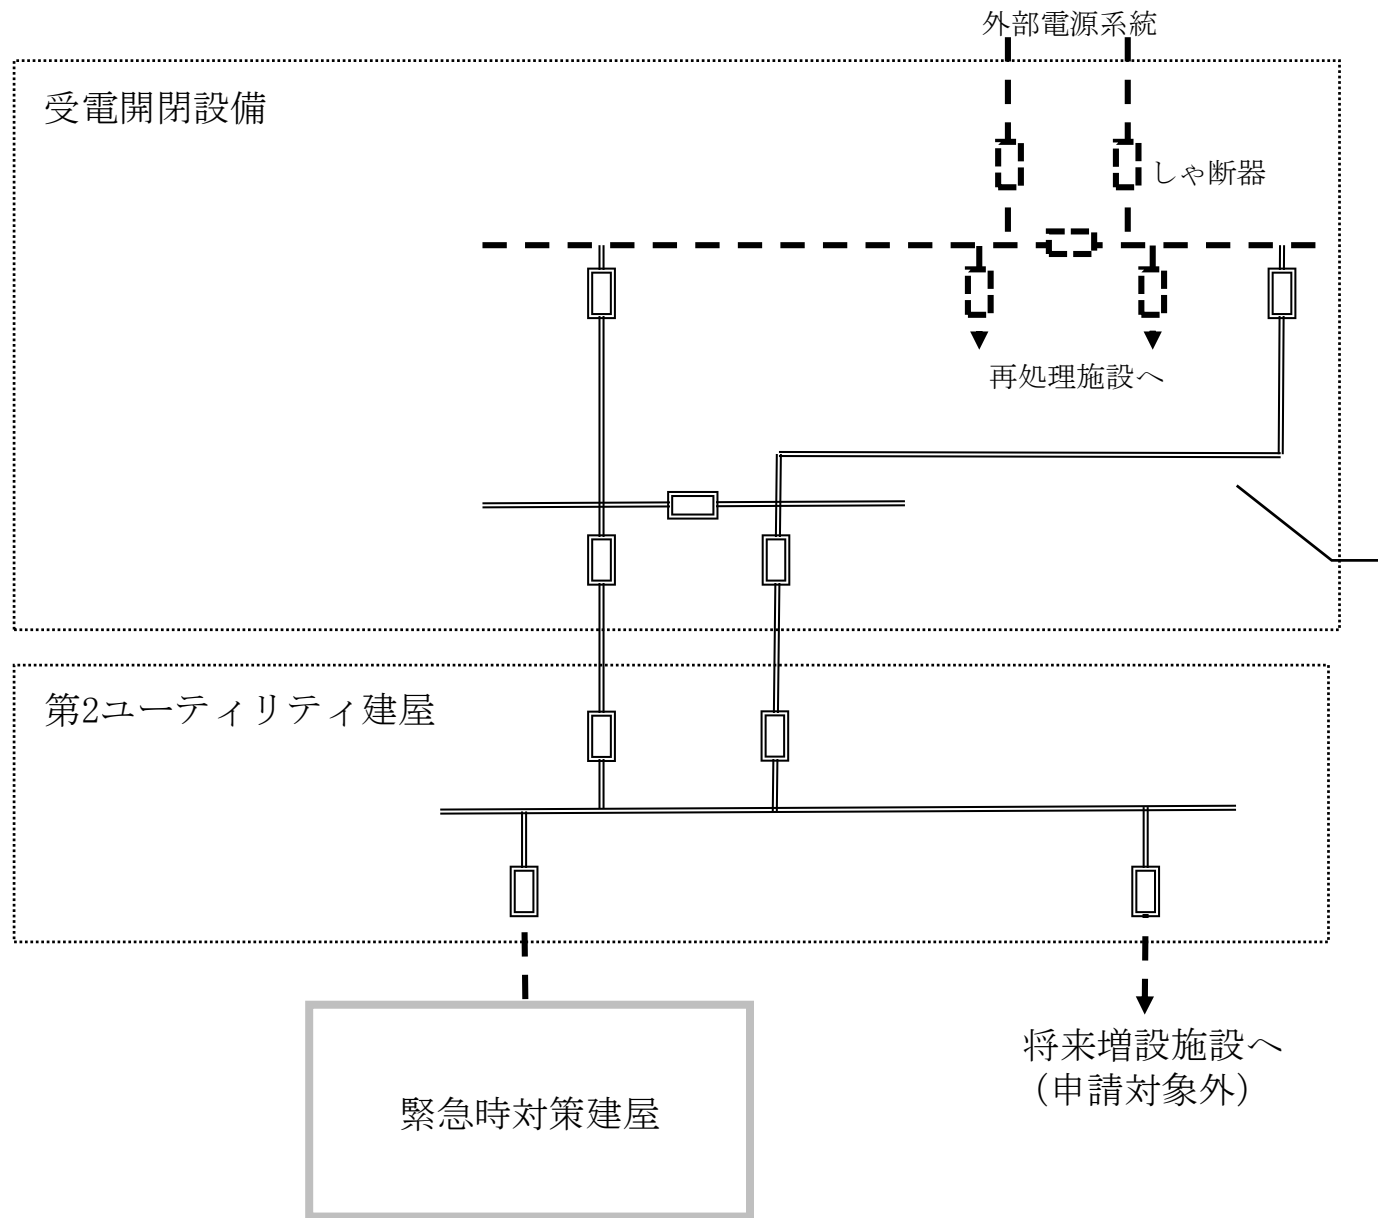 外部電源系統
受電開閉設備
しゃ断器
再処理施設へ
第2ユーティリティ建屋
将来増設施設へ
(申請対象外)
緊急時対策建屋